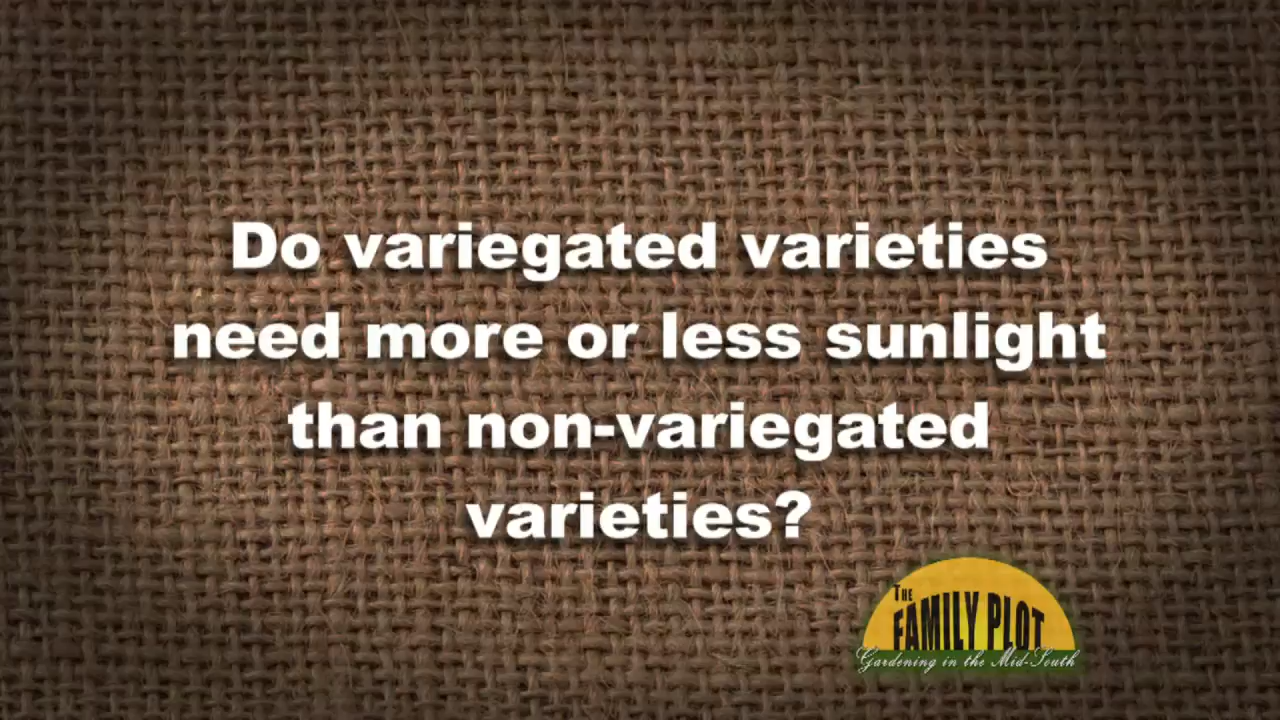 Do variegated varieties
need more or less sunlight
than non-variegated
varieties?
THE
FAMILY PLOT
Gardening in the Mid-South